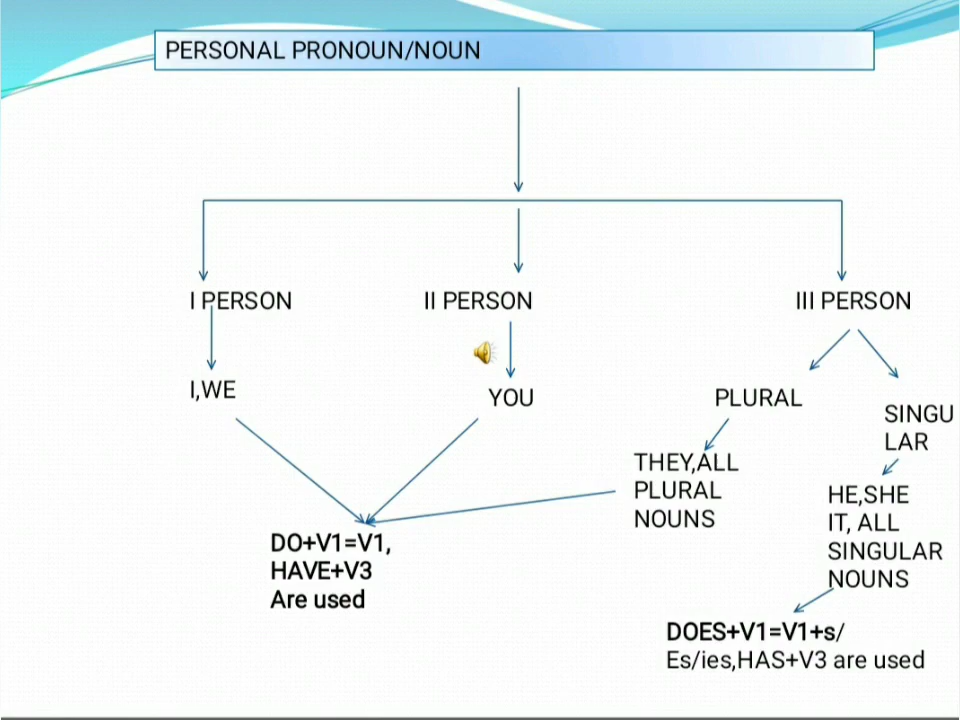 PERSONAL PRONOUN/NOUN
I PERSON
II PERSON
III PERSON
I,WE
YOU
PLURAL
SINGU
LAR
THEY,ALL
PLURAL
NOUNS
HE,SHE
IT, ALL
SINGULAR
NOUNS
DO+V1=V1,
HAVE+V3
Are used
DOES+V1=V1+s/
Es/ies,HAS+V3 are used